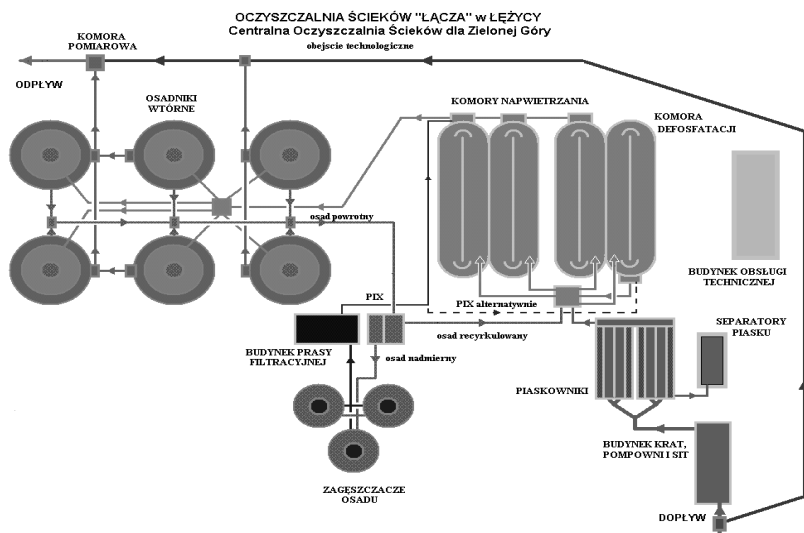 OCZYSZCZALNIA ŚCIEKÓW "ŁĄCZA" w ŁĘŻYCY
Centralna Oczyszczalnia Ścieków dla Zielonej Góry
obejscie technologiczne
KOMORA
POMIAROWA
ODPŁYW
OSADNIKI
WTÓRNE
KOMORY NAPWIETRZANIA
KOMORA
DEFOSFATACJI
osad powrotny
BUDYNEK OBSŁUGI
TECHNICZNEJ
PIX
PIX alternatywnie
SEPARATORY
PIASKU
osad recyrkulowany
BUDYNEK PRASY
FILTRACYJNEJ
osad nadmierny
PIASKOWNIKI
BUDYNEK KRAT,
POMPOWNI I SIT
ZAGĘSZCZACZE
OSADU
DOPŁYW